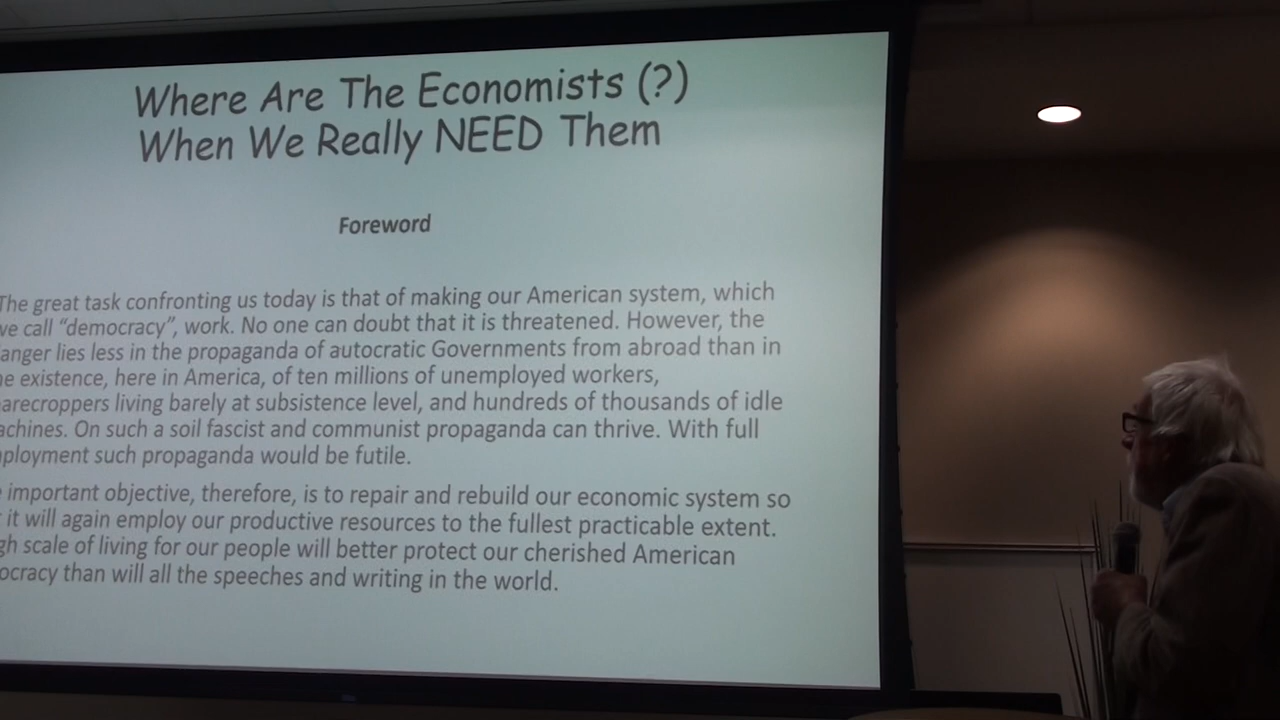 Where Are The Economists (?)
When We Really NEED Them
Foreword
The great task confronting us today is that of making our American system, which
we call “democracy”, work. No one can doubt that it is threatened. However, the
anger lies less in the propaganda of autocratic Governments from abroad than in
e existence, here in America, of ten millions of unemployed workers,
arecroppers living barely at subsistence level, and hundreds of thousands of idle
achines. On such a soil fascist and communist propaganda can thrive. With full
ployment such propaganda would be futile.
important objective, therefore, is to repair and rebuild our economic system so
it will again employ our productive resources to the fullest practicable extent.
gh scale of living for our people will better protect our cherished American
ocracy than will all the speeches and writing in the world.